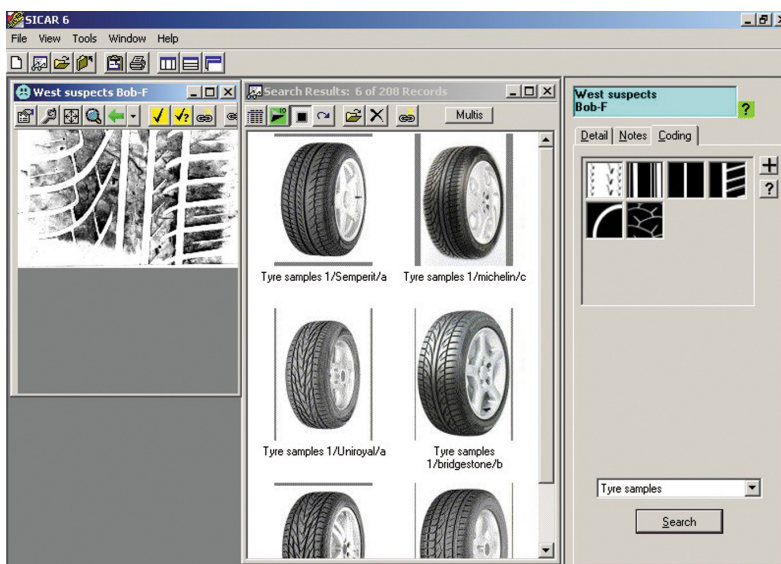 SICAR 6
File View Tools Window Help
West suspects Bob-F
Search Results: 6 of 208 Records
Multis
Tyre samples 1/Semperit/a
Tyre samples 1/michelin/c
Tyre samples 1/Uniroyal/a
Tyre samples
1/bridgestone/b
West suspects
Bob-F
?
Detail Notes Coding
+
?
Tyre samples
Search